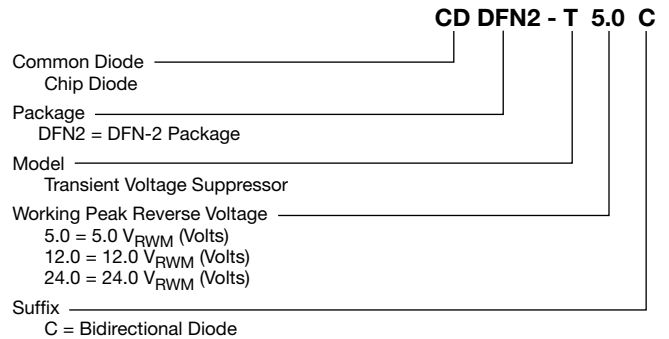 CD DFN2 - T 5.0 C
Common Diode
Chip Diode
Package
DFN2 = DFN-2 Package
Model
Transient Voltage Suppressor
Working Peak Reverse Voltage
5.0 = 5.0 VRWM (Volts)
12.0 = 12.0 VRWM (Volts)
24.0 = 24.0 VRWM (Volts)
Suffix
C = Bidirectional Diode